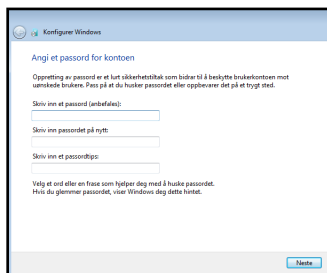 Konfigurer Windows
Angi et passord for kontoen
Oppretting av passord er et lurt sikkerhetstiltak som bidrar til å beskytte brukerkontoen mot
uønskede brukere. Pass på at du husker passordet eller oppbevarer det på et trygt sted.
Skriv inn et passord (anbefales):
Skriv inn passordet på nytt:
Skriv inn et passordtips:
Velg et ord eller en frase som hjelper deg med å huske passordet.
Hvis du glemmer passordet, viser Windows deg dette hintet.
Neste